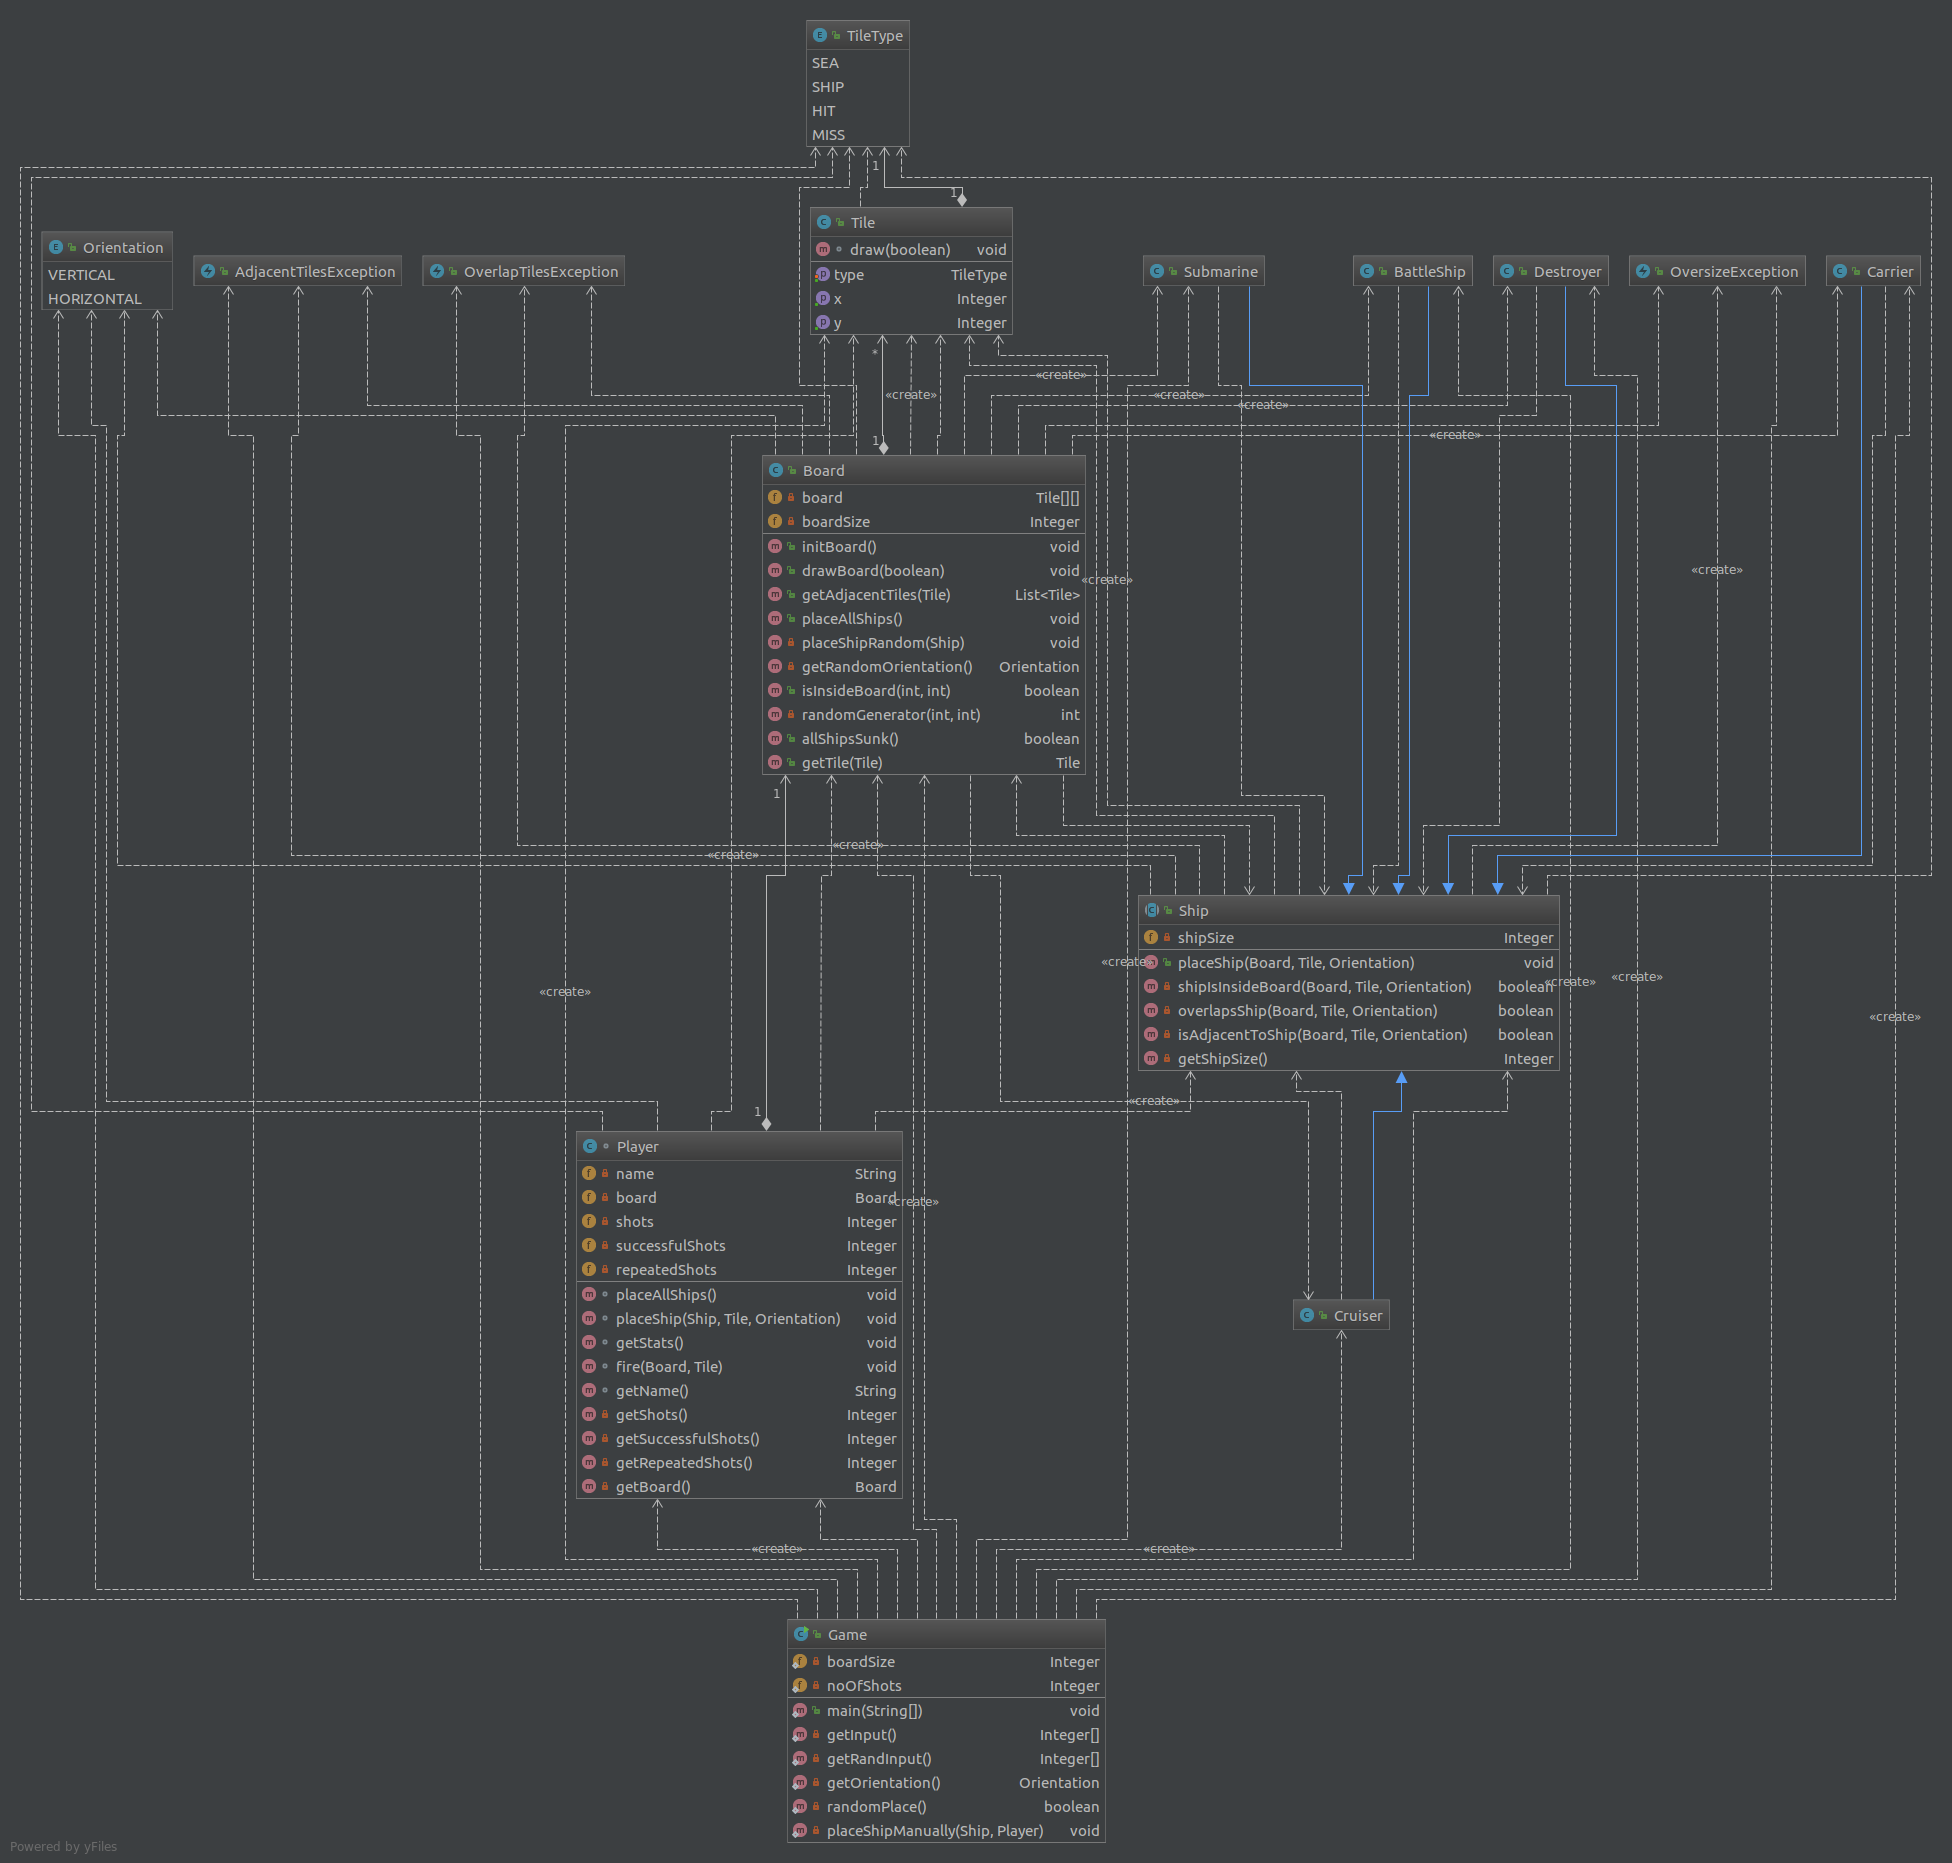 TileType
SEA
SHIP
HIT
MISS
1
1
Tile
draw(boolean) void
type TileType
x Integer
y Integer
Orientation
VERTICAL
HORIZONTAL
AdjacentTilesException
OverlapTilesException
Submarine
BattleShip
Destroyer
OversizeException
Carrier
*
«create»
«create»
«create»
«create»
«create»
1
Board
board Tile[][]
boardSize Integer
initBoard() void
drawBoard(boolean) void
getAdjacentTiles(Tile) List<Tile>
placeAllShips() void
placeShipRandom(Ship) void
getRandomOrientation() Orientation
isInsideBoard(int, int) boolean
randomGenerator(int, int) int
allShipsSunk() boolean
getTile(Tile) Tile
«create»
«create»
1
«create»
«create»
Ship
shipSize Integer
placeShip(Board, Tile, Orientation) void
shipIsInsideBoard(Board, Tile, Orientation) boolean
overlapsShip(Board, Tile, Orientation) boolean
isAdjacentToShip(Board, Tile, Orientation) boolean
getShipSize() Integer
«create»
«create»
«create»
«create»
«create»
«create»
1
Player
name String
board Board
shots Integer
successfulShots Integer
repeatedShots Integer
placeAllShips() void
placeShip(Ship, Tile, Orientation) void
getStats() void
fire(Board, Tile) void
getName() String
getShots() Integer
getSuccessfulShots() Integer
getRepeatedShots() Integer
getBoard() Board
«create»
Cruiser
«create»
«create»
Game
boardSize Integer
noOfShots Integer
main(String[]) void
getInput() Integer[]
getRandInput() Integer[]
getOrientation() Orientation
randomPlace() boolean
placeShipManually(Ship, Player) void
Powered by yFiles